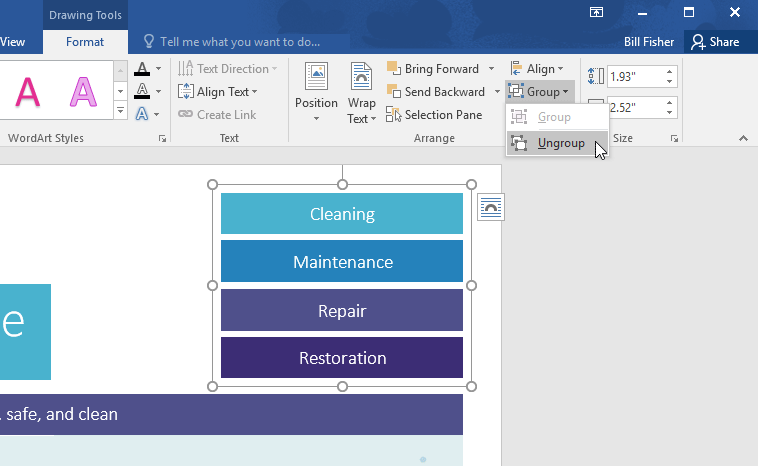 Drawing Tools
View
Format
Tell me what you want to do...
Bill Fisher
Share
A A
A
A
A
Text Direction
Align Text
Create Link
Position
Wrap
Text
Bring Forward
Send Backward
Selection Pane
Align
Group
1.93"
2.52"
Group
Ungroup
WordArt Styles
Text
Arrange
Size
Cleaning
Maintenance
Repair
Restoration
e
, safe, and clean